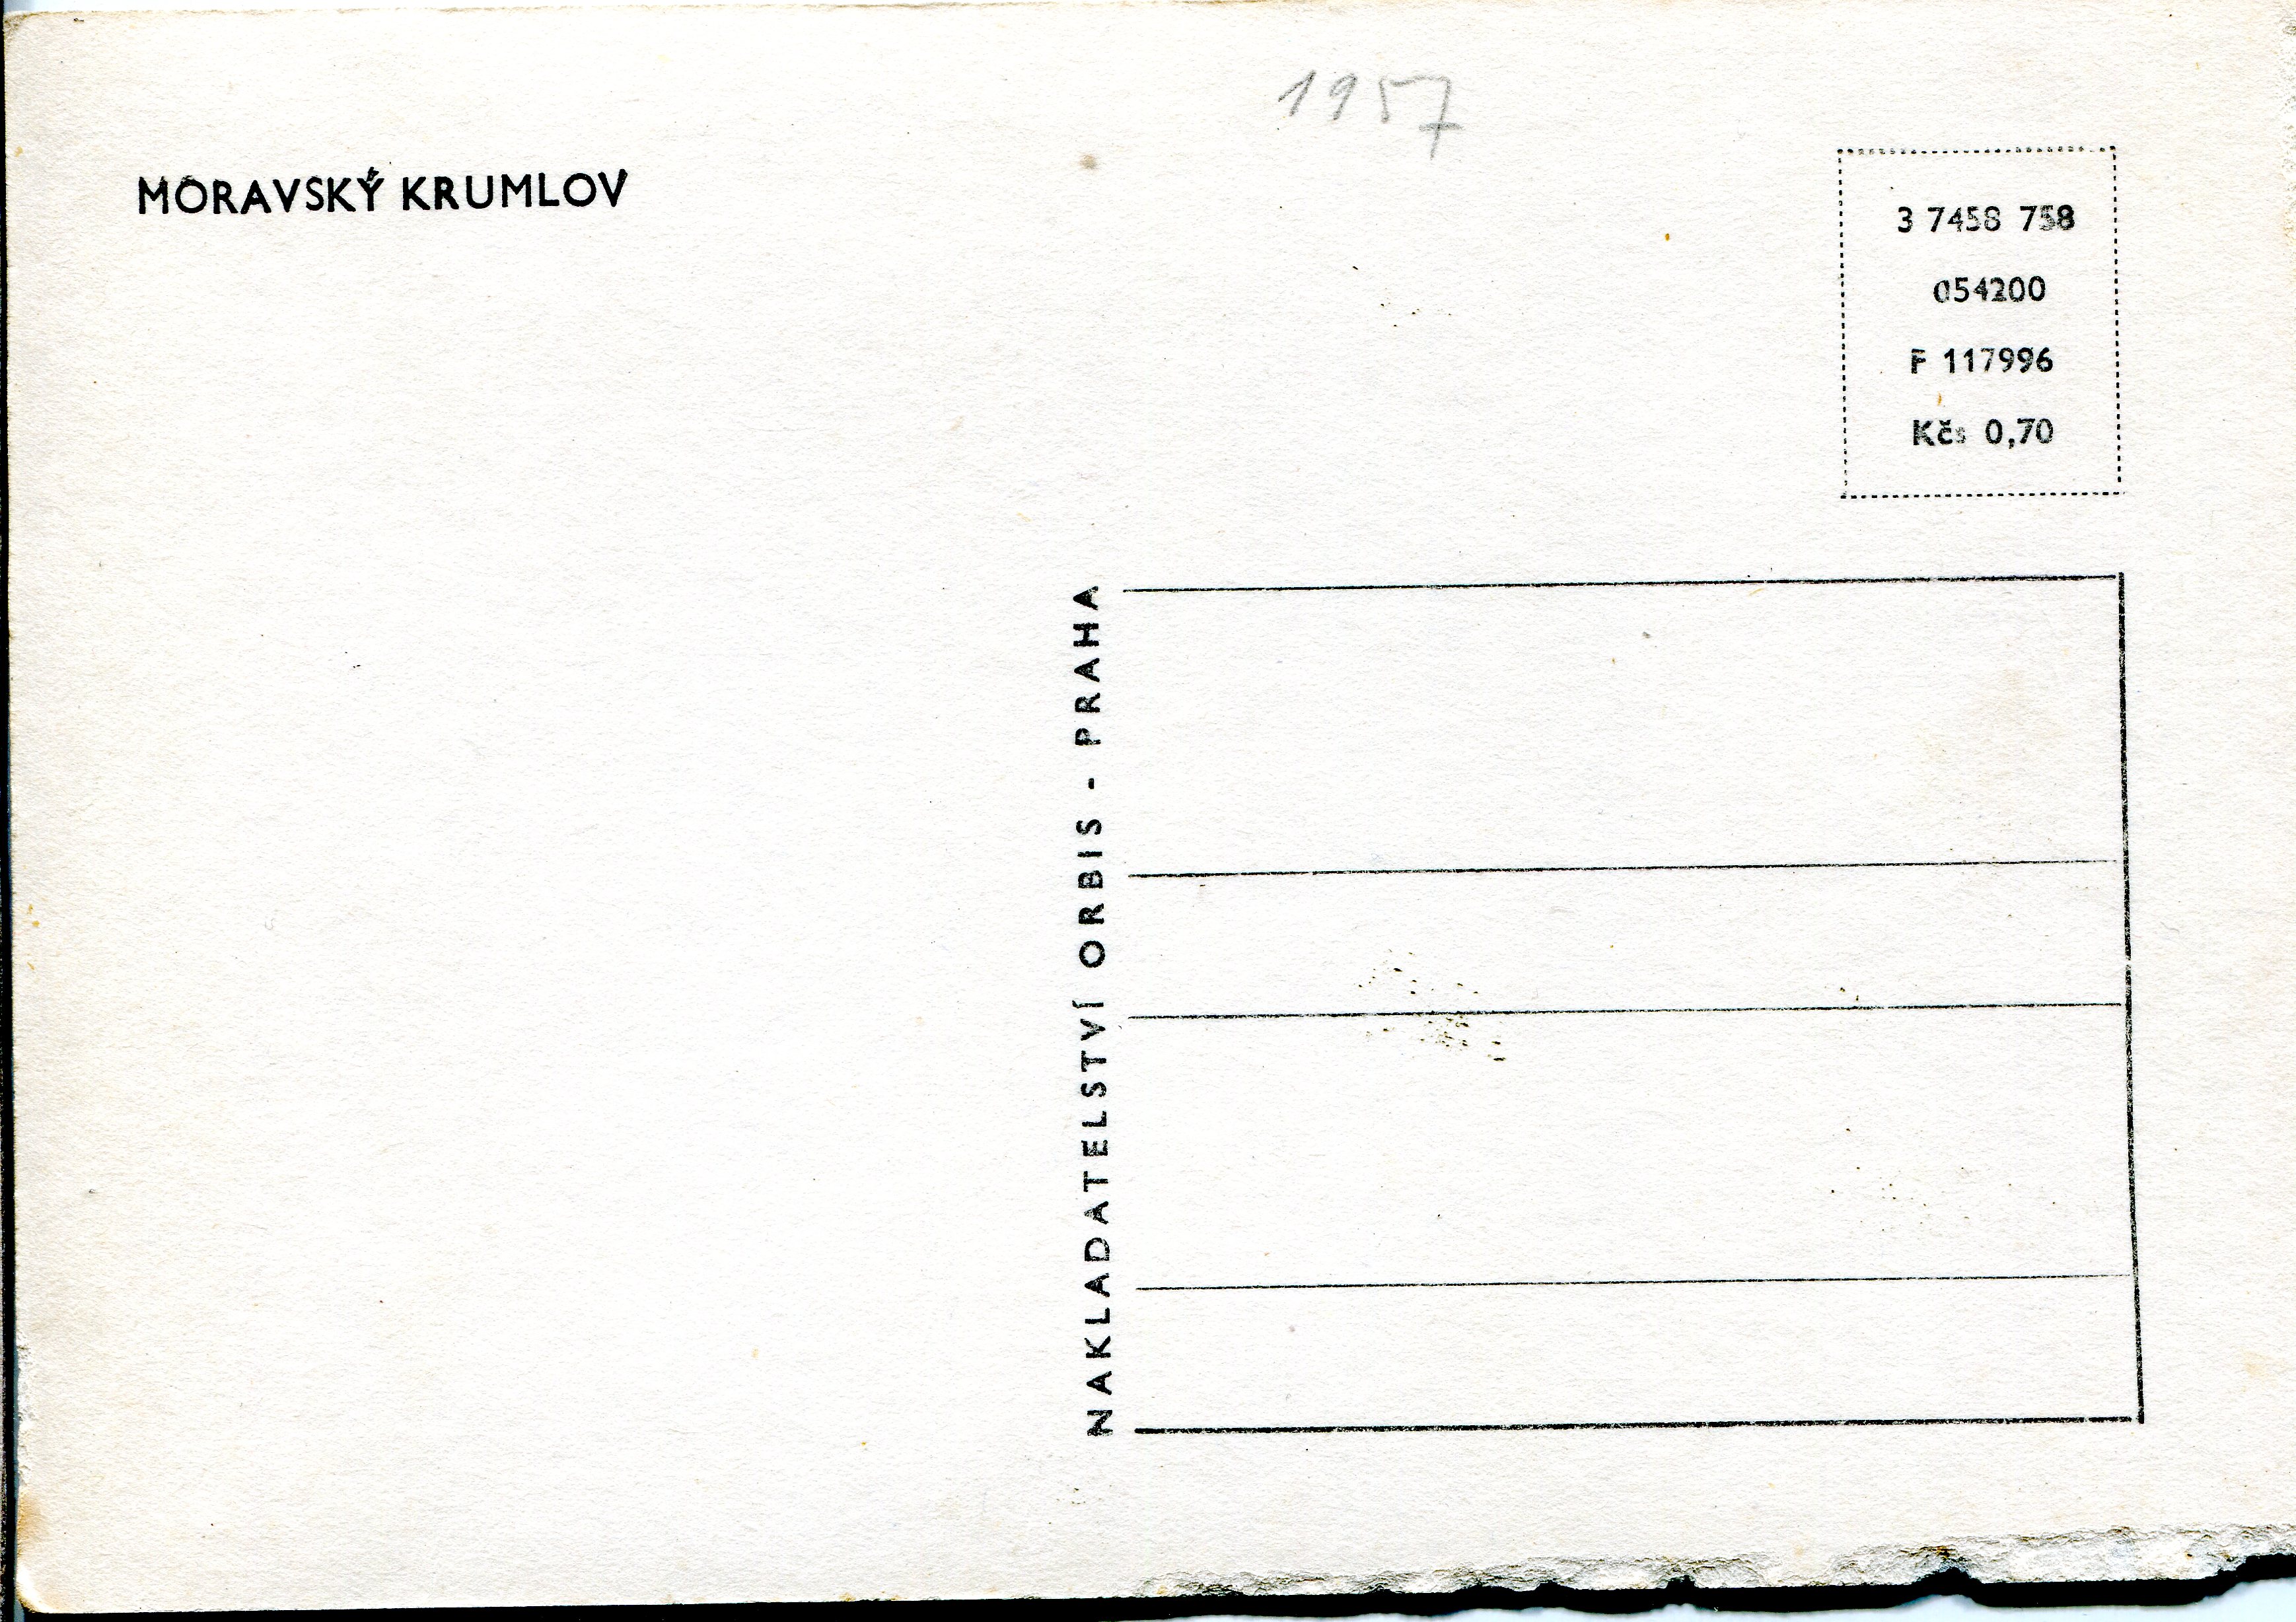 1957
MORAVSKÝ KRUMLOV
3 7458 758
054200
F 117996
Kčs 0,70
NAKLADATELSTVÍ ORBIS - PRAHA